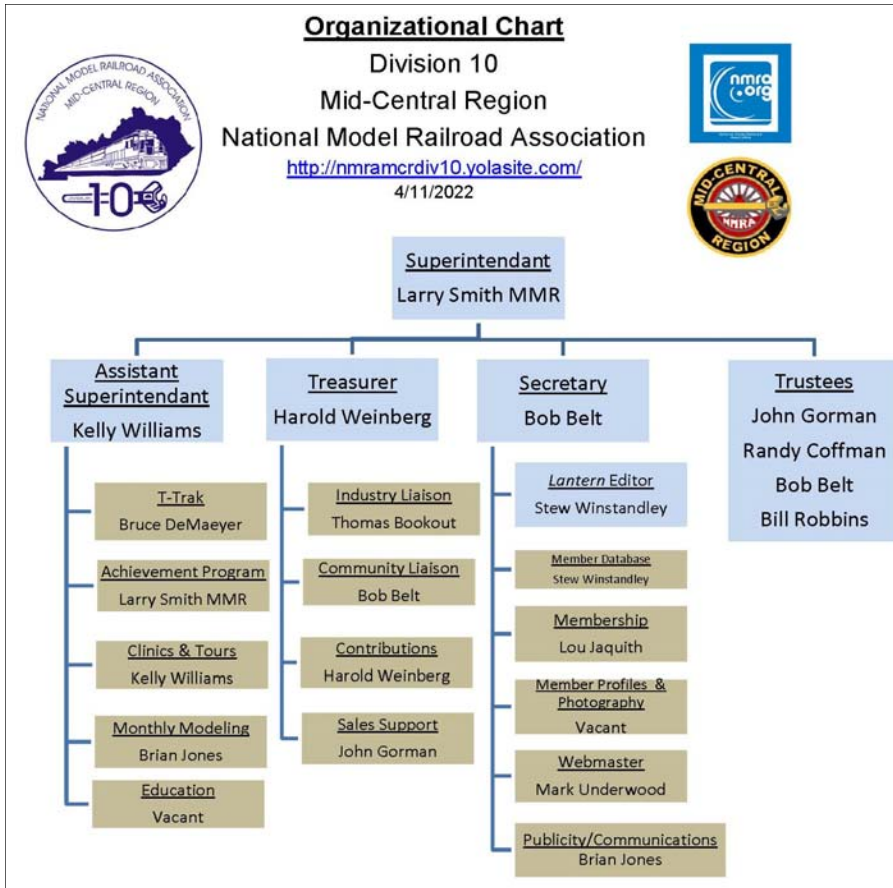 Organizational Chart
Division 10
Mid-Central Region
National Model Railroad Association
http://nmramcrdiv10.yolasite.com/
4/11/2022
NATIONAL MODEL RAILROAD ASSOCIATION
MID-CENTRAL REGION
10
nmra
.org
MID-CENTRAL
NMRA
REGION
Superintendant
Larry Smith MMR
Assistant
Superintendant
Kelly Williams
Treasurer
Harold Weinberg
Secretary
Bob Belt
Trustees
John Gorman
Randy Coffman
Bob Belt
Bill Robbins
T-Trak
Bruce DeMaeyer
Achievement Program
Larry Smith MMR
Clinics & Tours
Kelly Williams
Monthly Modeling
Brian Jones
Education
Vacant
Industry Liaison
Thomas Bookout
Community Liaison
Bob Belt
Contributions
Harold Weinberg
Sales Support
John Gorman
Lantern Editor
Stew Winstandley
Member Database
Stew Winstandley
Membership
Lou Jaquith
Member Profiles &
Photography
Vacant
Webmaster
Mark Underwood
Publicity/Communications
Brian Jones